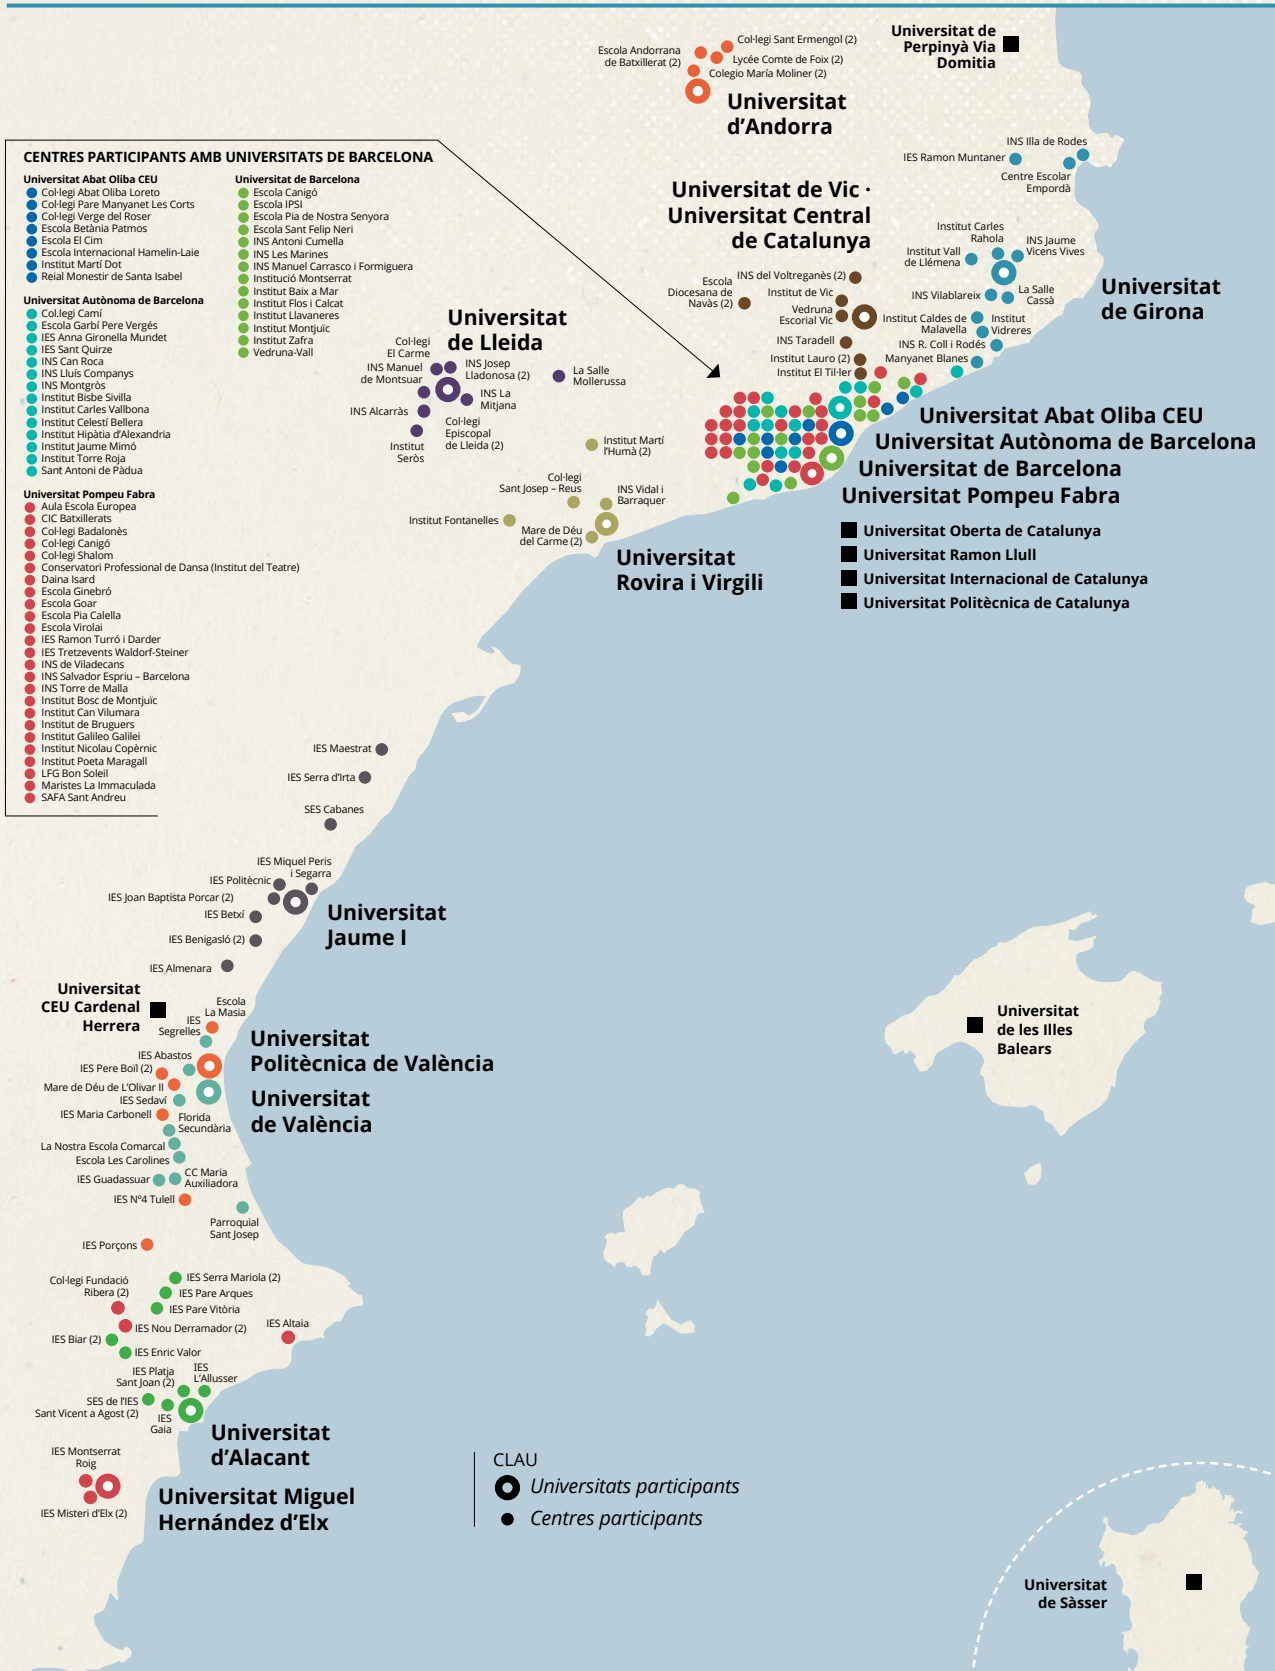 Col·legi Sant Ermengol (2)
Escola Andorrana
de Batxillerat (2)
Lycée Comte de Foix (2)
Colegio María Moliner (2)
Universitat
d'Andorra
Universitat de
Perpinyà Via
Domitia
INS Illa de Rodes
IES Ramon Muntaner
Centre Escolar
Empordà
CENTRES PARTICIPANTS AMB UNIVERSITATS DE BARCELONA
Universitat Abat Oliba CEU
Col·legi Abat Oliba Loreto
Col·legi Pare Manyanet Les Corts
Col·legi Verge del Roser
Escola Betània Patmos
Escola El Cim
Escola Internacional Hamelin-Laie
Institut Martí Dot
Reial Monestir de Santa Isabel
Universitat Autònoma de Barcelona
Col.legi Camí
Escola Garbí Pere Vergés
IES Anna Gironella Mundet
IES Sant Quirze
INS Can Roca
INS Lluís Companys
INS Montgròs
Institut Bisbe Sivilla
Institut Carles Vallbona
Institut Celestí Bellera
Institut Hipàtia d'Alexandria
Institut Jaume Mimó
Institut Torre Roja
Sant Antoni de Pàdua
Universitat Pompeu Fabra
Aula Escola Europea
CIC Batxillerats
Col·legi Badalonès
Col·legi Canigó
Col·legi Shalom
Conservatori Professional de Dansa (Institut del Teatre)
Daina Isard
Escola Ginebró
Escola Goar
Escola Pia Calella
Escola Virolai
IES Ramon Turró i Darder
IES Tretzevents Waldorf-Steiner
INS de Viladecans
INS Salvador Espriu – Barcelona
INS Torre de Malla
Institut Bosc de Montjuïc
Institut Can Vilumara
Institut de Bruguers
Institut Galileo Galilei
Institut Nicolau Copèrnic
Institut Poeta Maragall
LFG Bon Soleil
Maristes La Immaculada
SAFA Sant Andreu
Universitat de Barcelona
Escola Canigó
Escola IPSI
Escola Pia de Nostra Senyora
Escola Sant Felip Neri
INS Antoni Cumella
INS Les Marines
INS Manuel Carrasco i Formiguera
Institució Montserrat
Institut Baix a Mar
Institut Flos i Calcat
Institut Llavaneres
Institut Montjuïc
Institut Zafra
Vedruna-Vall
Universitat de Vic ·
Universitat Central
de Catalunya
INS del Voltreganès (2)
Escola
Diocesana de
Navàs (2)
Institut de Vic
Vedruna
Escorial Vic
INS Taradell
Institut Lauro (2)
Institut El Til·ler
Institut Carles
Rahola
INS Jaume
Vicens Vives
Institut Vall
de Llémena
INS Vilablareix
La Salle
Cassà
Universitat
de Girona
Institut Caldes de
Malavella
Institut
Vidreres
INS R. Coll i Rodés
Manyanet Blanes
Universitat
de Lleida
Col·legi
El Carme
INS Manuel
de Montsuar
INS Josep
Lladonosa (2)
La Salle
Mollerussa
INS La
Mitjana
INS Alcarràs
Col·legi
Episcopal
de Lleida (2)
Institut
Seròs
Institut Martí
l'Humà (2)
Col·legi
Sant Josep – Reus
INS Vidal i
Barraquer
Institut Fontanelles
Mare de Déu
del Carme (2)
Universitat
Rovira i Virgili
Universitat Abat Oliba CEU
Universitat Autònoma de Barcelona
Universitat de Barcelona
Universitat Pompeu Fabra
Universitat Oberta de Catalunya
Universitat Ramon Llull
Universitat Internacional de Catalunya
Universitat Politècnica de Catalunya
IES Maestrat
IES Serra d'Irta
SES Cabanes
IES Miquel Peris
i Segarra
IES Politècnic
IES Joan Baptista Porcar (2)
IES Betxí
Universitat
Jaume I
IES Benigasló (2)
IES Almenara
Universitat
CEU Cardenal
Herrera
Escola
La Masia
IES
Segrelles
Universitat
Politècnica de València
IES Abastos
IES Pere Boïl (2)
Mare de Déu de L'Olivar II
IES Sedaví
Universitat
de València
IES Maria Carbonell
Florida
Secundària
La Nostra Escola Comarcal
Escola Les Carolines
IES Guadassuar
CC Maria
Auxiliadora
IES Nº4 Tulell
Parroquial
Sant Josep
IES Porçons
IES Serra Mariola (2)
Col·legi Fundació
Ribera (2)
IES Pare Arques
IES Pare Vitòria
IES Nou Derramador (2)
IES Altaia
IES Biar (2)
IES Enric Valor
IES Platja
Sant Joan (2)
IES
L'Allusser
SES de l'IES
Sant Vicent a Agost (2)
IES
Gaia
Universitat
d'Alacant
IES Montserrat
Roig
IES Misteri d'Elx (2)
Universitat Miguel
Hernández d'Elx
CLAU
Universitats participants
Centres participants
Universitat
de les Illes
Balears
Universitat
de Sàsser